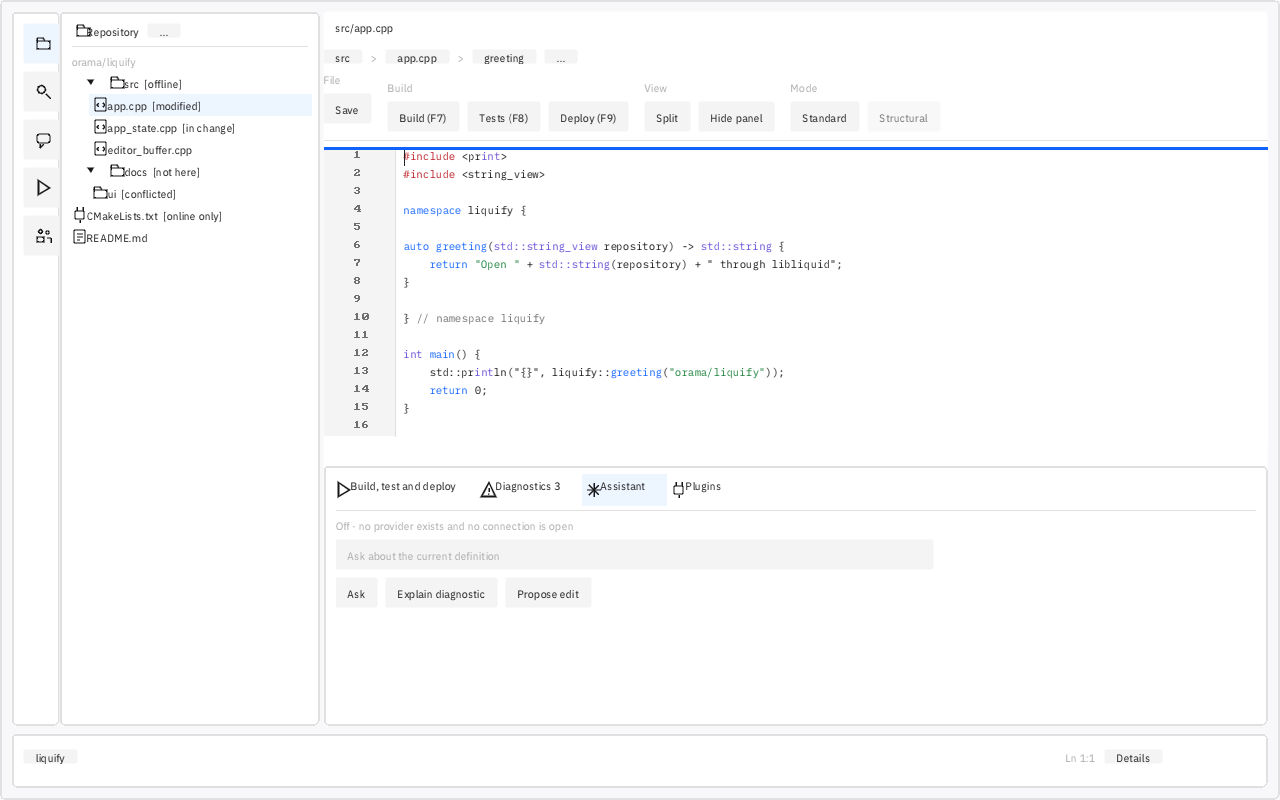 Repository ...
orama/liquify
src [offline]
app.cpp [modified]
app_state.cpp [in change]
editor_buffer.cpp
docs [not here]
ui [conflicted]
CMakeLists.txt [online only]
README.md
src/app.cpp
src > app.cpp > greeting ...
File Build View Mode
Save Build (F7) Tests (F8) Deploy (F9) Split Hide panel Standard Structural
1 #include <print>
2 #include <string_view>
3
4 namespace liquify {
5
6 auto greeting(std::string_view repository) -> std::string {
7     return "Open " + std::string(repository) + " through libliquid";
8 }
9
10 } // namespace liquify
11
12 int main() {
13     std::println("{}", liquify::greeting("orama/liquify"));
14     return 0;
15 }
16
Build, test and deploy Diagnostics 3 Assistant Plugins
Off · no provider exists and no connection is open
Ask about the current definition
Ask Explain diagnostic Propose edit
liquify Ln 1:1 Details